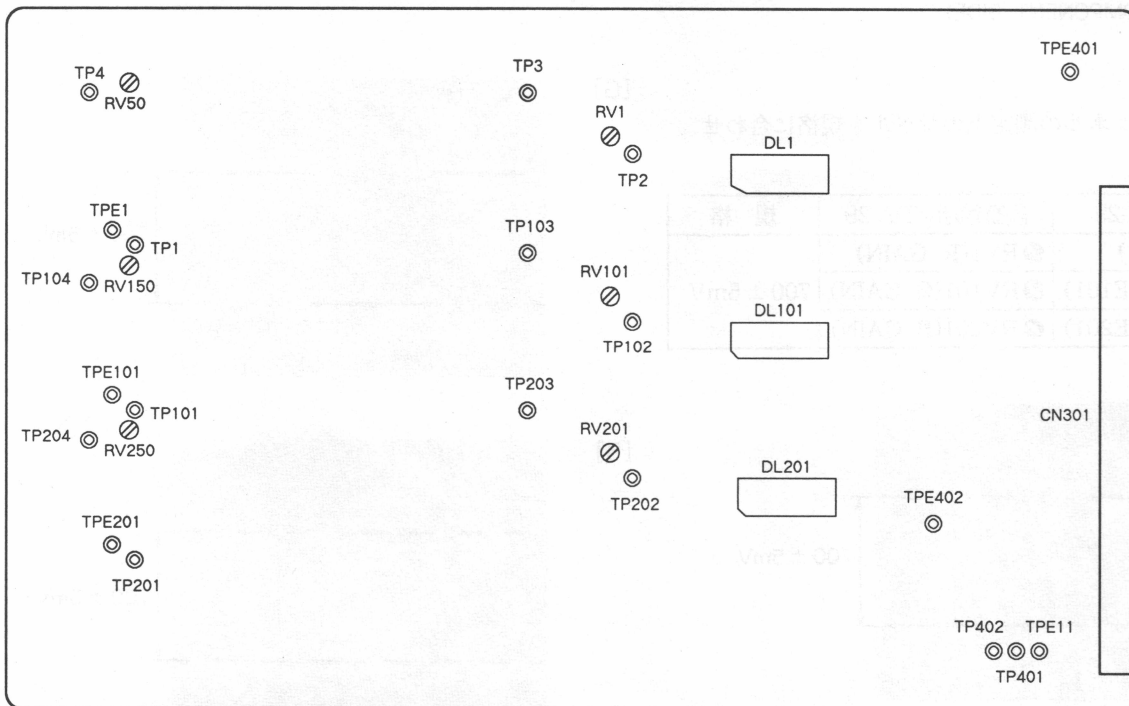 TPE401
TP4
RV50
TP3
RV1
TP2
DL1
TPE1
TP1
TP104
RV150
TP103
RV101
TP102
DL101
TPE101
TP101
TP204
RV250
TP203
RV201
TP202
DL201
CN301
TPE402
TPE201
TP201
TP402
TPE11
TP401